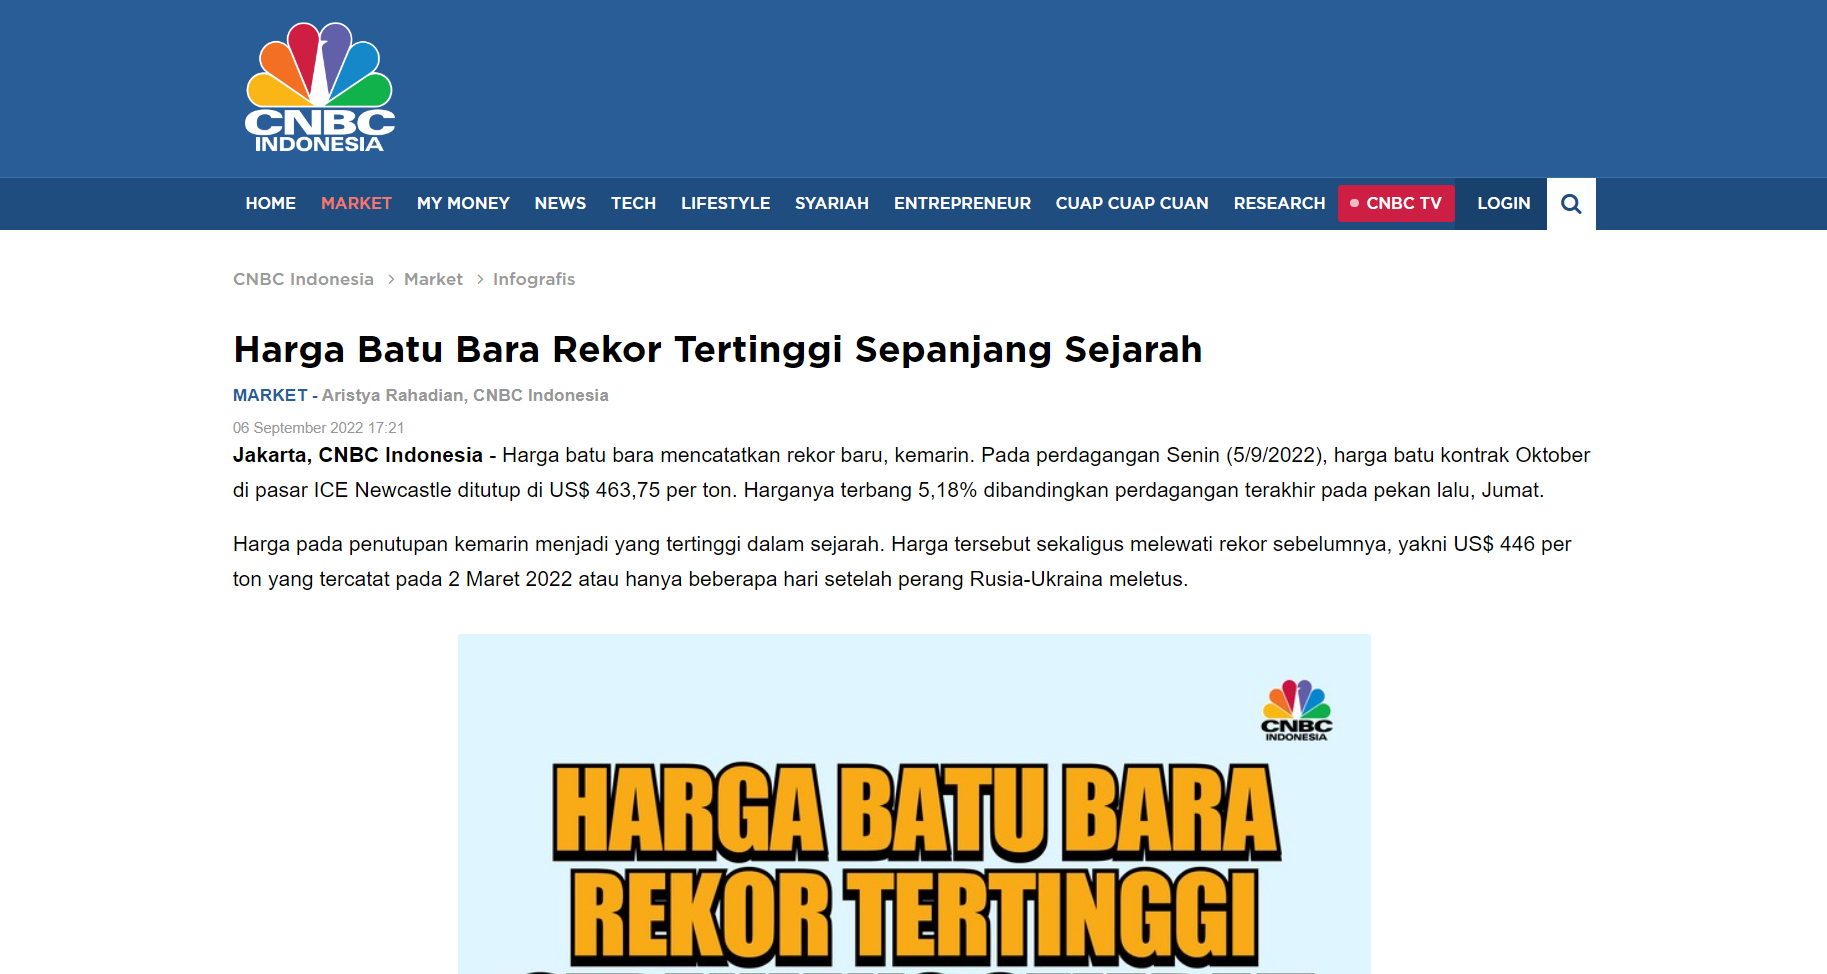 CNBC
INDONESIA
HOME MARKET MY MONEY NEWS TECH LIFESTYLE SYARIAH ENTREPRENEUR CUAP CUAP CUAN RESEARCH CNBC TV LOGIN
CNBC Indonesia > Market > Infografis
Harga Batu Bara Rekor Tertinggi Sepanjang Sejarah
MARKET - Aristya Rahadian, CNBC Indonesia
06 September 2022 17:21
Jakarta, CNBC Indonesia - Harga batu bara mencatatkan rekor baru, kemarin. Pada perdagangan Senin (5/9/2022), harga batu kontrak Oktober
di pasar ICE Newcastle ditutup di US$ 463,75 per ton. Harganya terbang 5,18% dibandingkan perdagangan terakhir pada pekan lalu, Jumat.
Harga pada penutupan kemarin menjadi yang tertinggi dalam sejarah. Harga tersebut sekaligus melewati rekor sebelumnya, yakni US$ 446 per
ton yang tercatat pada 2 Maret 2022 atau hanya beberapa hari setelah perang Rusia-Ukraina meletus.
CNBC
INDONESIA
HARGA BATU BARA
REKOR TERTINGGI